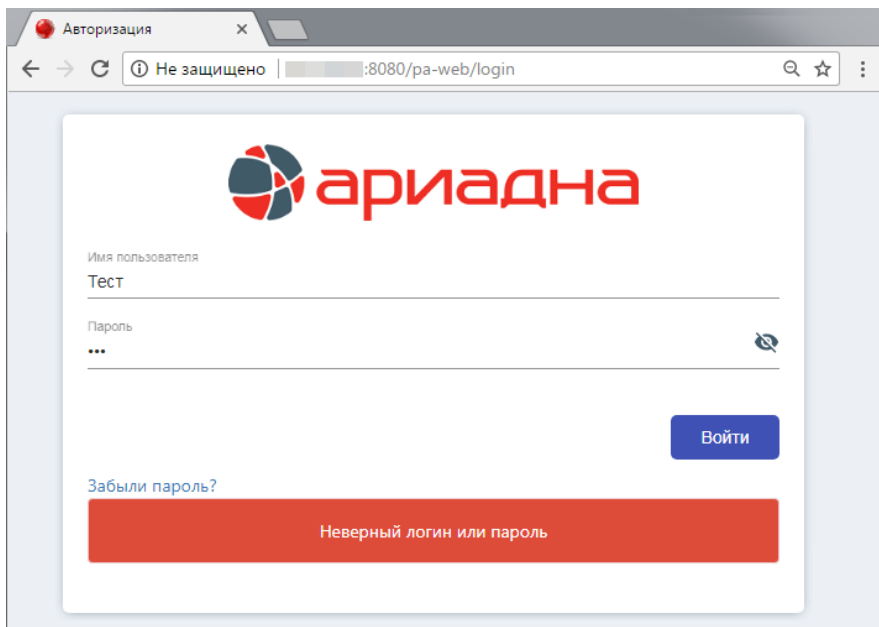 Авторизация
Не защищено :8080/pa-web/login
ариадна
Имя пользователя
Тест
Пароль
•••
Войти
Забыли пароль?
Неверный логин или пароль